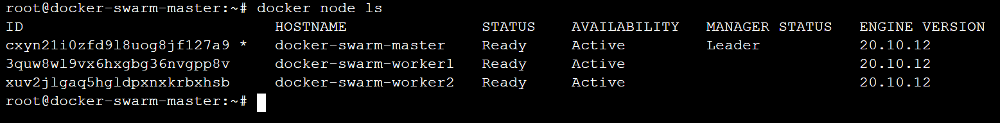 root@docker-swarm-master:~# docker node ls
ID HOSTNAME STATUS AVAILABILITY MANAGER STATUS ENGINE VERSION
cxyn21i0zfd9l8uog8jf127a9 * docker-swarm-master Ready Active Leader 20.10.12
3quw8wl9vx6hxgbg36nvgpp8v docker-swarm-worker1 Ready Active 20.10.12
xuv2jlgaq5hgldpxnxkrbxhsb docker-swarm-worker2 Ready Active 20.10.12
root@docker-swarm-master:~#